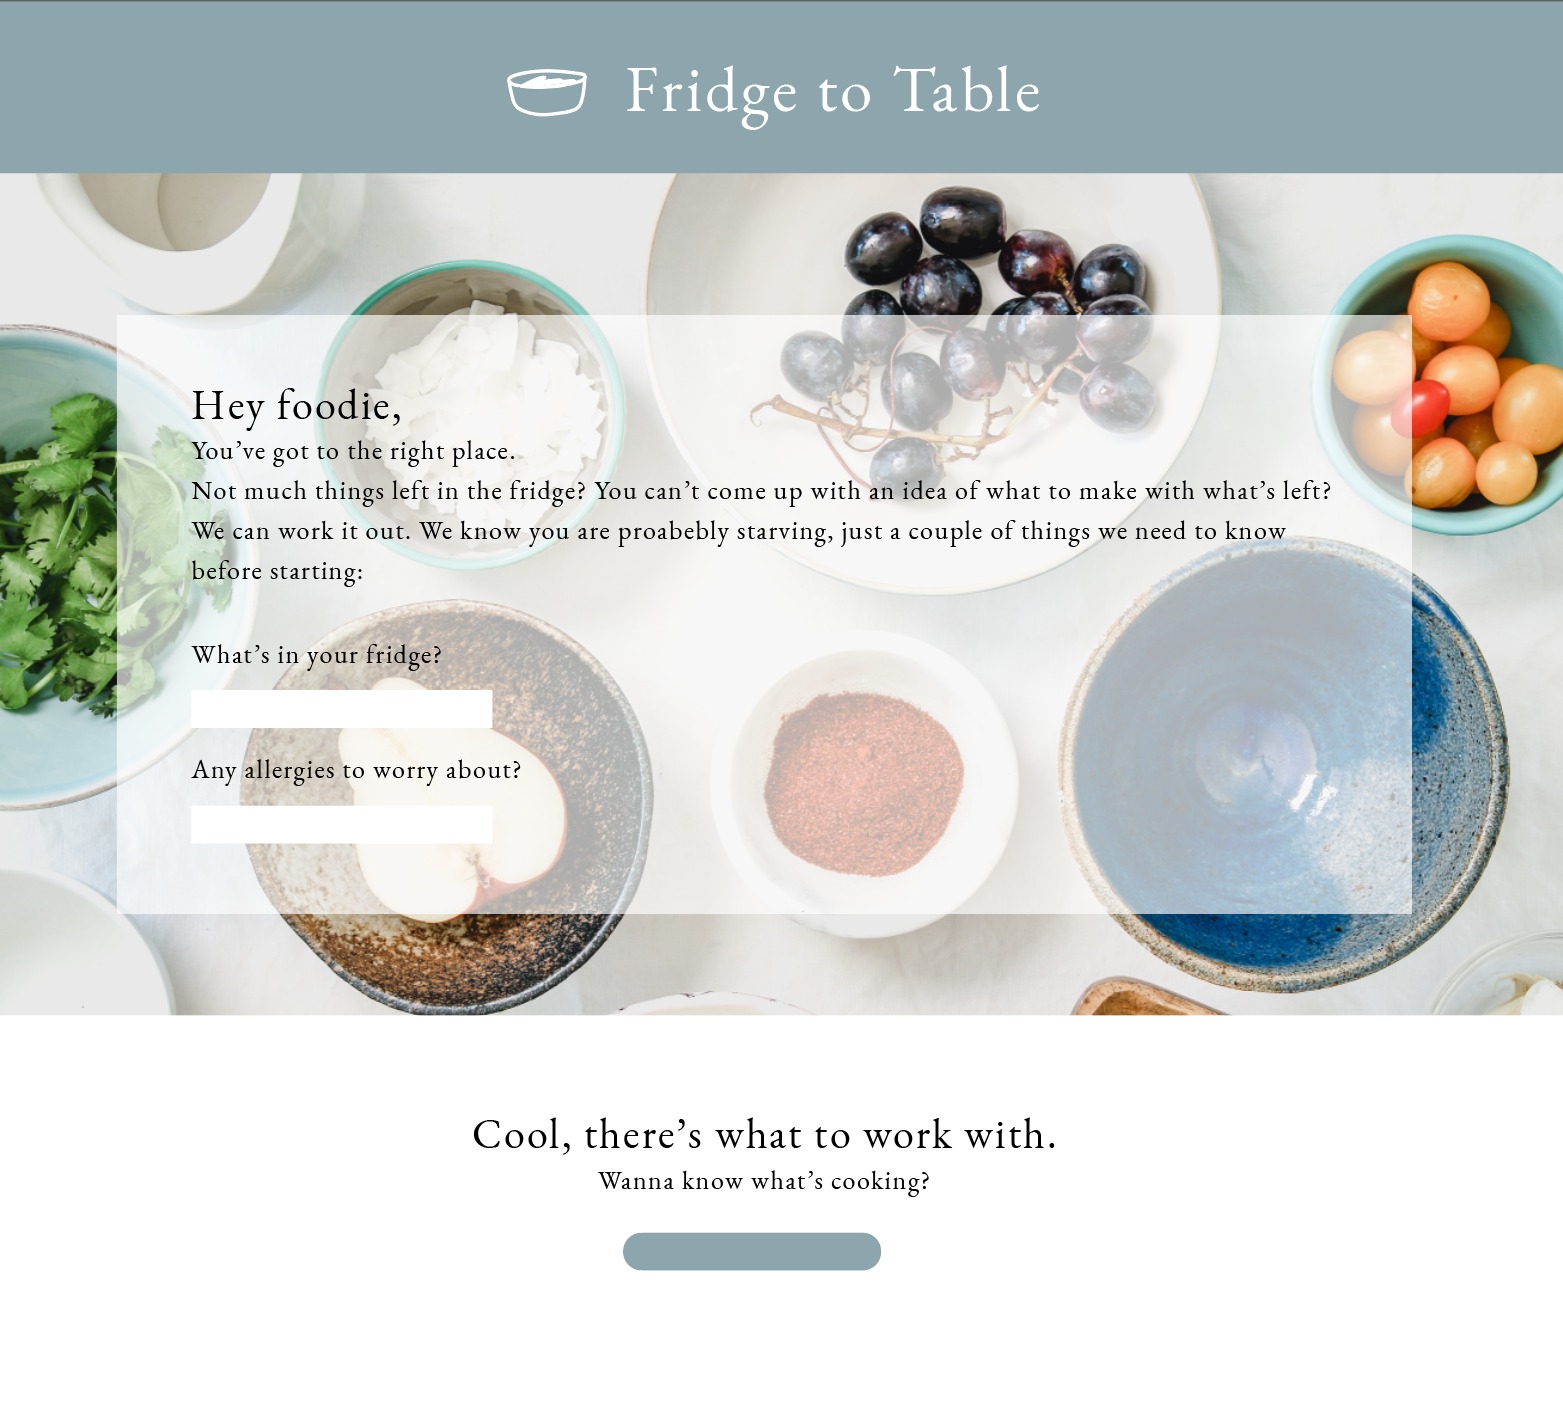 Fridge to Table
Hey foodie,
You’ve got to the right place.
Not much things left in the fridge? You can’t come up with an idea of what to make with what’s left?
We can work it out. We know you are proabebly starving, just a couple of things we need to know
before starting:
What’s in your fridge?
Any allergies to worry about?
Cool, there’s what to work with.
Wanna know what’s cooking?